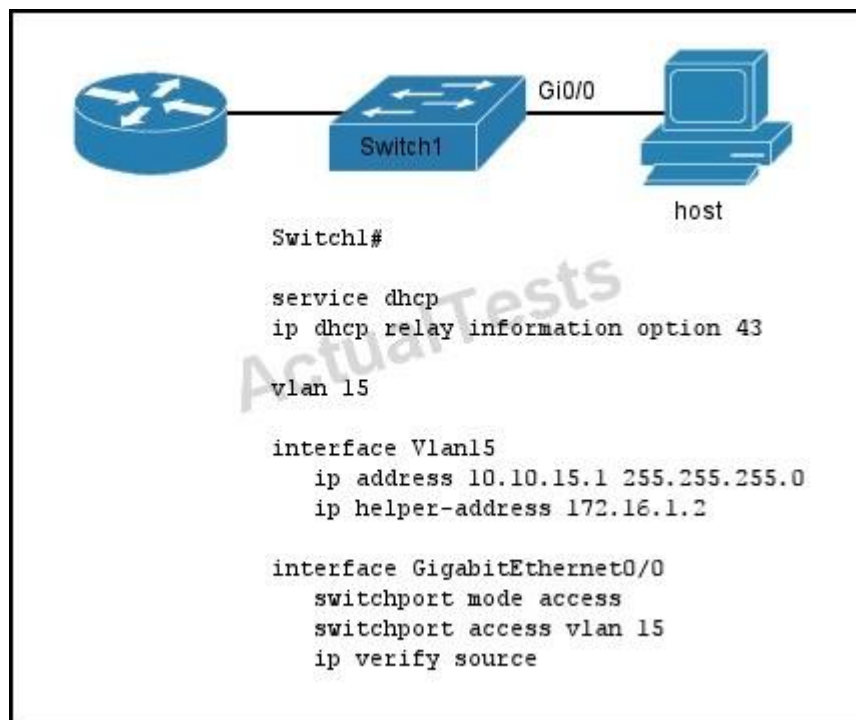 Gi0/0
Switch1
host
Switch1#
service dhcp
ip dhcp relay information option 43
ActualTests
vlan 15
interface Vlan15
ip address 10.10.15.1 255.255.255.0
ip helper-address 172.16.1.2
interface GigabitEthernet0/0
switchport mode access
switchport access vlan 15
ip verify source